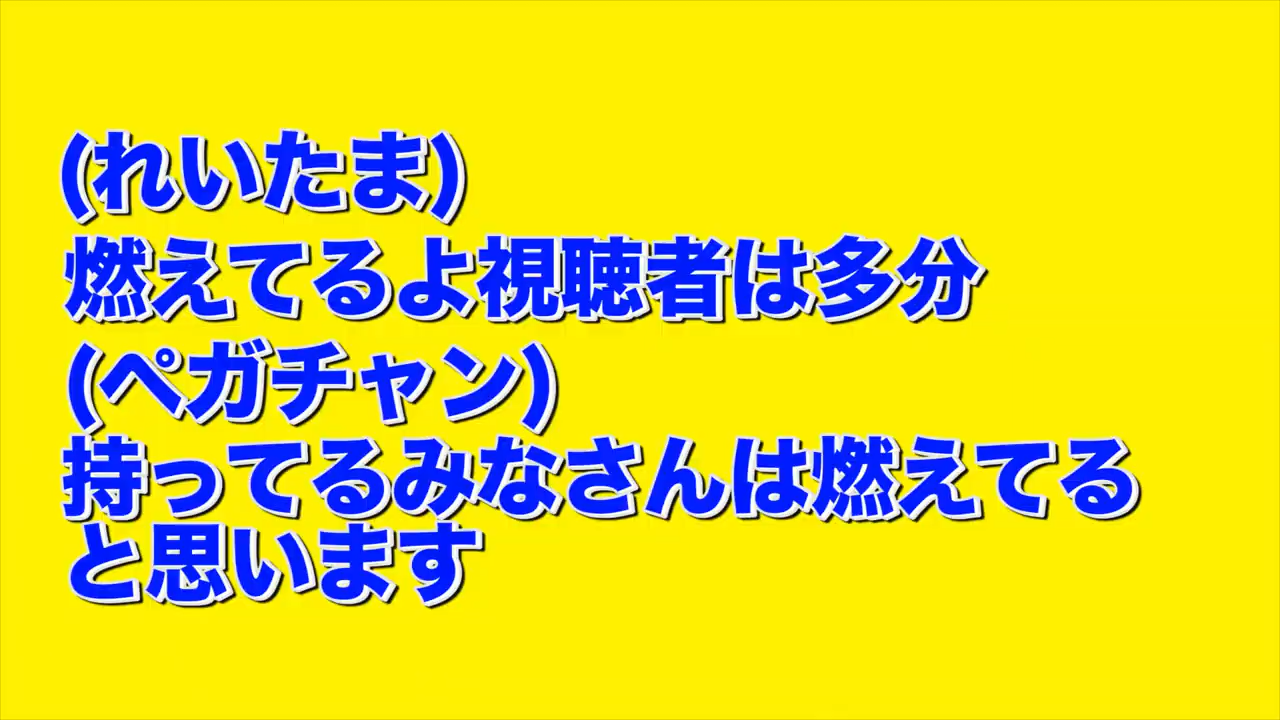 (れいたま)
燃えてるよ視聴者は多分
(ペガチャン)
持ってるみなさんは燃えてる
と思います